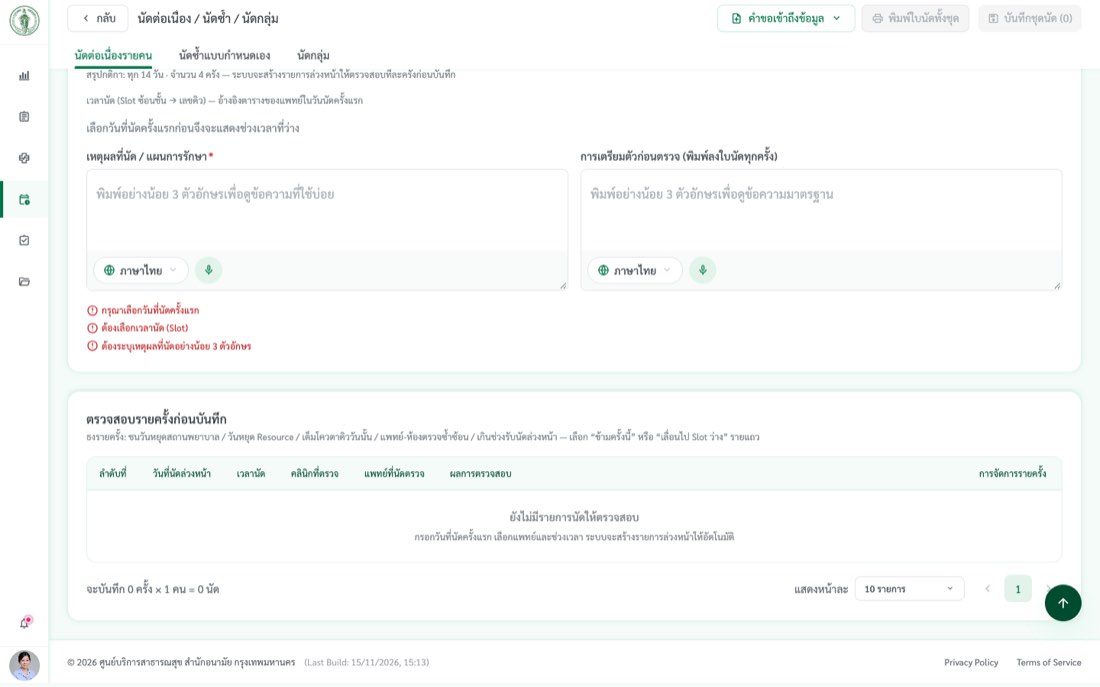 กลับ
นัดต่อเนื่อง / นัดซ้ำ / นัดกลุ่ม
คำขอเข้าถึงข้อมูล
พิมพ์ใบนัดทั้งชุด
บันทึกชุดนัด (0)
นัดต่อเนื่องรายคน
นัดซ้ำแบบกำหนดเอง
นัดกลุ่ม
สรุปกติกา: ทุก 14 วัน · จำนวน 4 ครั้ง — ระบบจะสร้างรายการล่วงหน้าให้ตรวจสอบทีละครั้งก่อนบันทึก
เวลานัด (Slot ซ้อนชั้น → เลขคิว) — อ้างอิงตารางของแพทย์ในวันนัดครั้งแรก
เลือกวันที่นัดครั้งแรกก่อนจึงจะแสดงช่วงเวลาที่ว่าง
เหตุผลที่นัด / แผนการรักษา*
การเตรียมตัวก่อนตรวจ (พิมพ์ลงใบนัดทุกครั้ง)
พิมพ์อย่างน้อย 3 ตัวอักษรเพื่อดูข้อความที่ใช้บ่อย
พิมพ์อย่างน้อย 3 ตัวอักษรเพื่อดูข้อความมาตรฐาน
ภาษาไทย
ภาษาไทย
กรุณาเลือกวันที่นัดครั้งแรก
ต้องเลือกเวลานัด (Slot)
ต้องระบุเหตุผลที่นัดอย่างน้อย 3 ตัวอักษร
ตรวจสอบรายครั้งก่อนบันทึก
ธงรายครั้ง: ชนวันหยุดสถานพยาบาล / วันหยุด Resource / เต็มโควตาคิววันนั้น / แพทย์-ห้องตรวจซ้ำซ้อน / เกินช่วงรับนัดล่วงหน้า — เลือก "ข้ามครั้งนี้" หรือ "เลื่อนไป Slot ว่าง" รายแถว
ลำดับที่ วันที่นัดล่วงหน้า เวลานัด คลินิกที่ตรวจ แพทย์ที่นัดตรวจ ผลการตรวจสอบ การจัดการรายครั้ง
ยังไม่มีรายการนัดให้ตรวจสอบ
กรอกวันที่นัดครั้งแรก เลือกแพทย์และช่วงเวลา ระบบจะสร้างรายการล่วงหน้าให้อัตโนมัติ
จะบันทึก 0 ครั้ง × 1 คน = 0 นัด
แสดงหน้าละ
10 รายการ
1
© 2026 ศูนย์บริการสาธารณสุข สำนักอนามัย กรุงเทพมหานคร (Last Build: 15/11/2026, 15:13)
Privacy Policy
Terms of Service